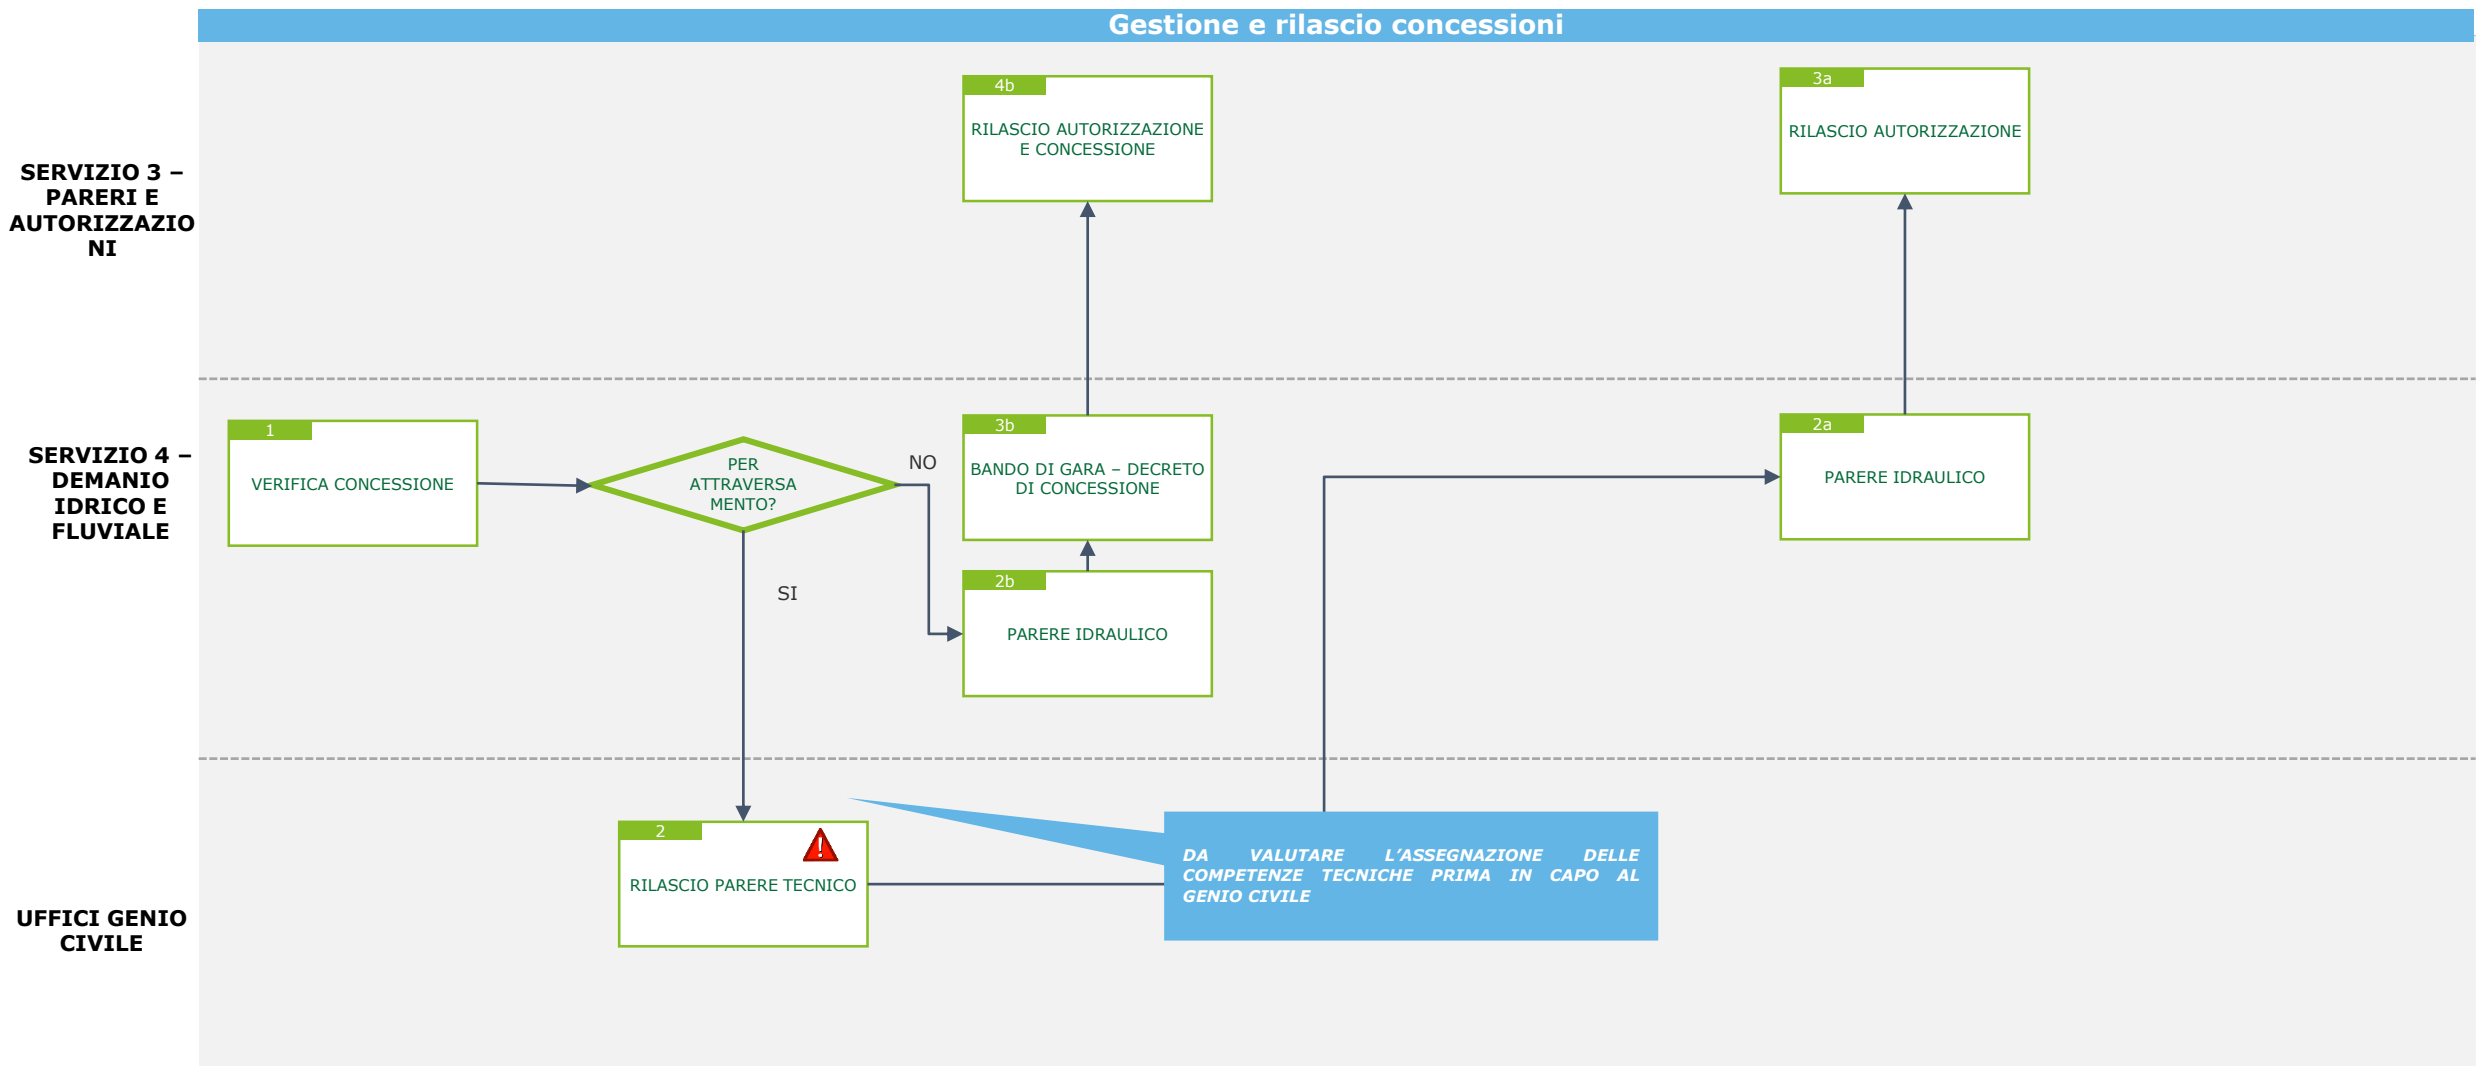 Gestione e rilascio concessioni
SERVIZIO 3 –
PARERI E
AUTORIZZAZIO
NI
4b
RILASCIO AUTORIZZAZIONE
E CONCESSIONE
3a
RILASCIO AUTORIZZAZIONE
SERVIZIO 4 –
DEMANIO
IDRICO E
FLUVIALE
1
VERIFICA CONCESSIONE
PER
ATTRAVERSA
MENTO?
NO
SI
3b
BANDO DI GARA – DECRETO
DI CONCESSIONE
2b
PARERE IDRAULICO
2a
PARERE IDRAULICO
UFFICI GENIO
CIVILE
2
!
RILASCIO PARERE TECNICO
DA VALUTARE L’ASSEGNAZIONE DELLE
COMPETENZE TECNICHE PRIMA IN CAPO AL
GENIO CIVILE